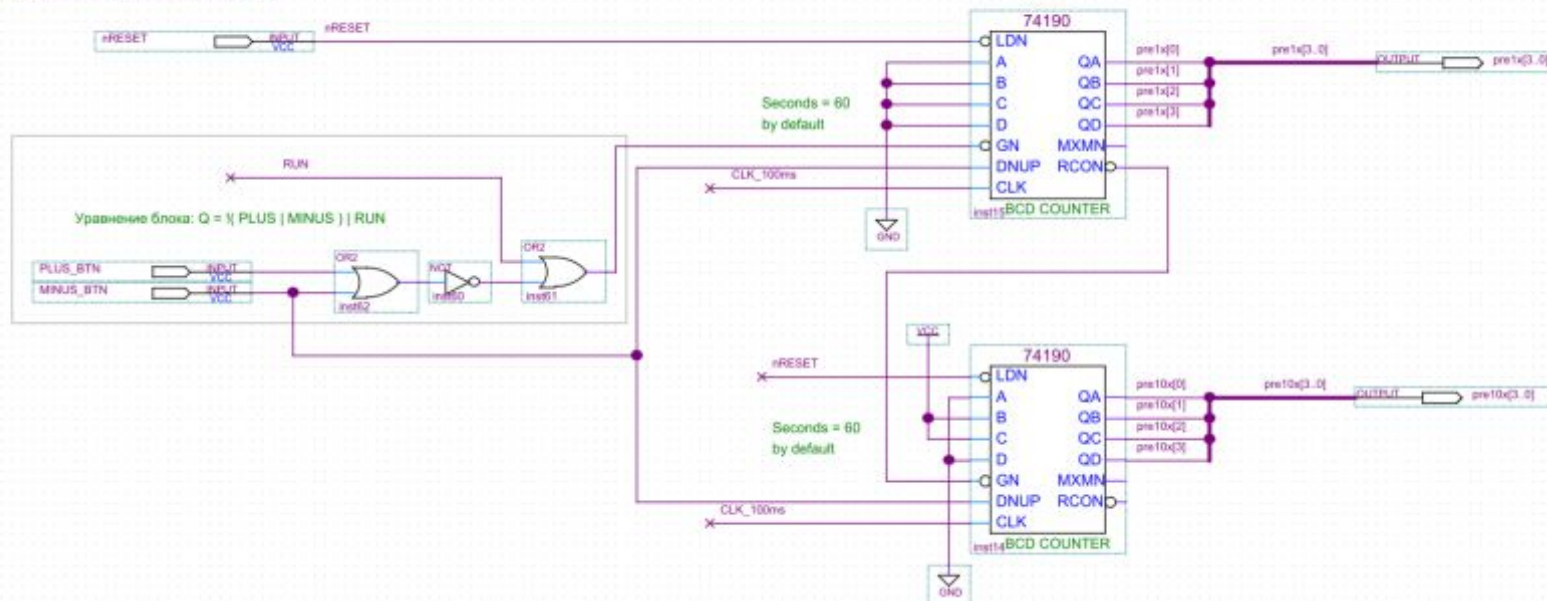 nRESET
INPUT
VCC
nRESET
74190
LDN
A
B
C
D
GN
DNUP
CLK
QA
QB
QC
QD
MXMN
RCON
inst15
BCD COUNTER
pre1x[0]
pre1x[1]
pre1x[2]
pre1x[3]
pre1x[3..0]
OUTPUT
pre1x[3..0]
Seconds = 60
by default
CLK_100ms
GND
RUN
Уравнение блока: Q = !( PLUS | MINUS ) | RUN
PLUS_BTN
INPUT
VCC
MINUS_BTN
INPUT
VCC
OR2
inst62
NOT
inst60
OR2
inst61
VCC
nRESET
74190
LDN
A
B
C
D
GN
DNUP
CLK
QA
QB
QC
QD
MXMN
RCON
inst14
BCD COUNTER
pre10x[0]
pre10x[1]
pre10x[2]
pre10x[3]
pre10x[3..0]
OUTPUT
pre10x[3..0]
Seconds = 60
by default
CLK_100ms
GND